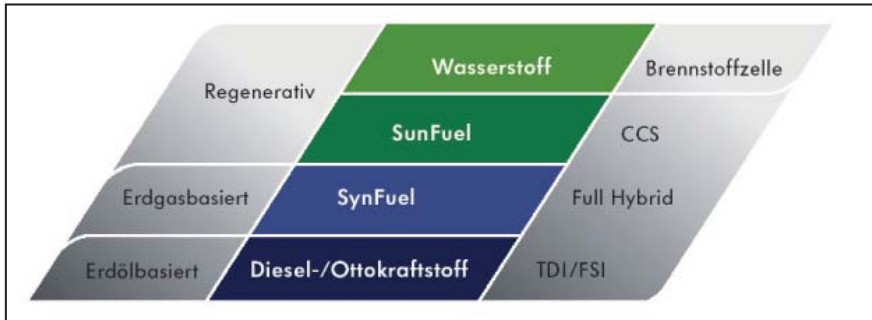 Wasserstoff
Brennstoffzelle
Regenerativ
SunFuel
CCS
Erdgasbasiert
SynFuel
Full Hybrid
Erdölbasiert
Diesel-/Ottokraftstoff
TDI/FSI